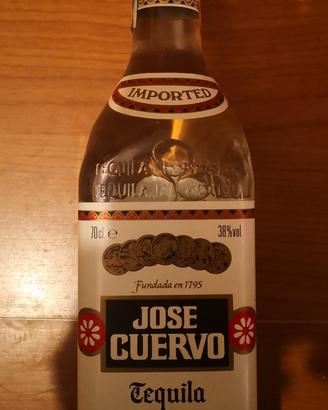 IMPORTED
TEQUILA
TEQUILA
70cl e 38%vol
Fundada en 1795
JOSE
CUERVO
Tequila